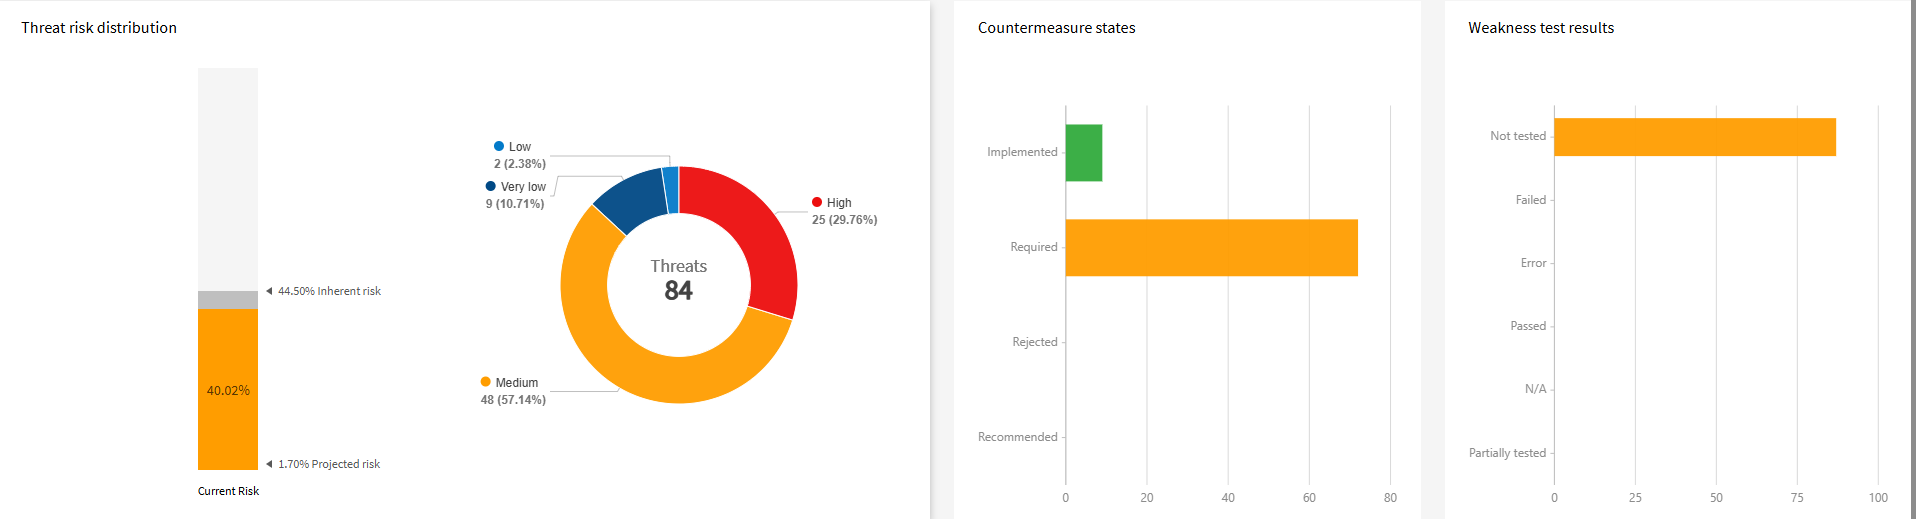 Threat risk distribution
44.50% Inherent risk
40.02%
1.70% Projected risk
Current Risk
Low
2 (2.38%)
Very low
9 (10.71%)
High
25 (29.76%)
Threats
84
Medium
48 (57.14%)
Countermeasure states
Implemented
Required
Rejected
Recommended
0 20 40 60 80
Weakness test results
Not tested
Failed
Error
Passed
N/A
Partially tested
0 25 50 75 100